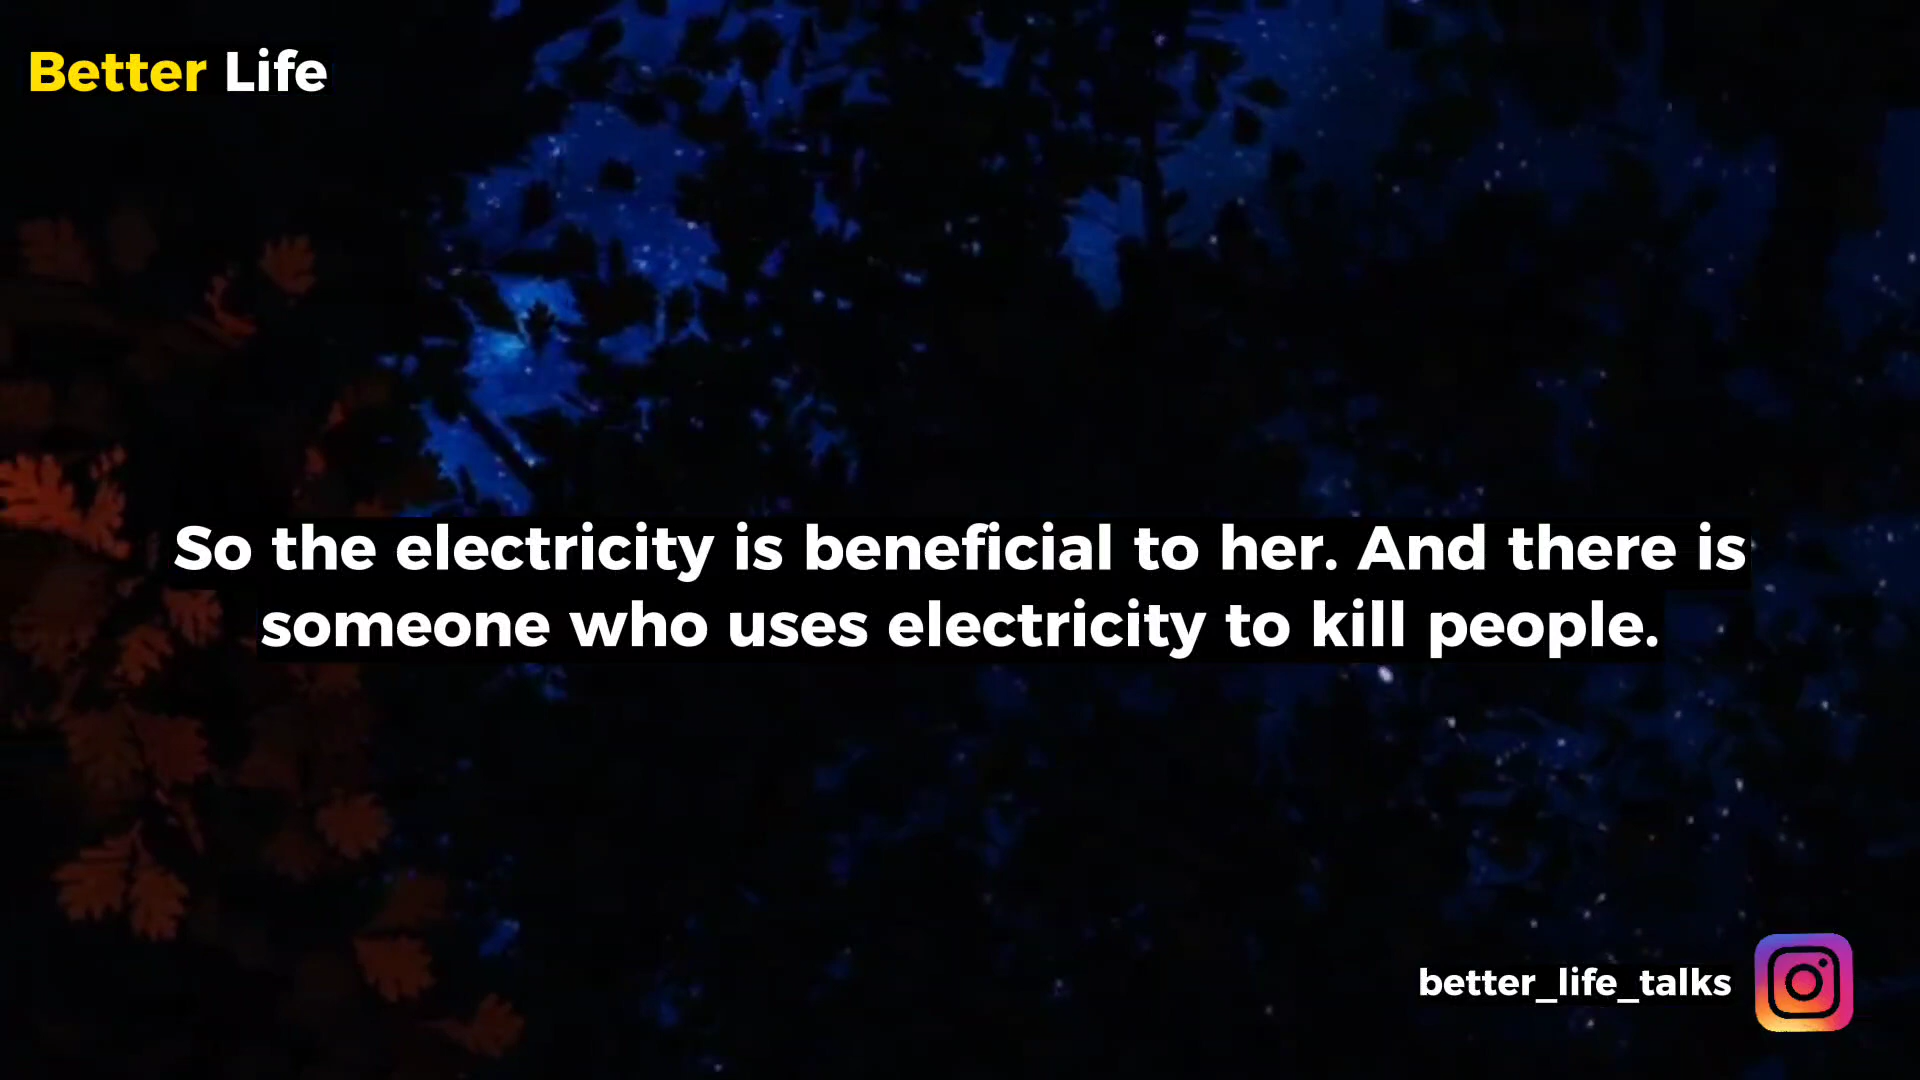 Better Life
So the electricity is beneficial to her. And there is
someone who uses electricity to kill people.
better_life_talks